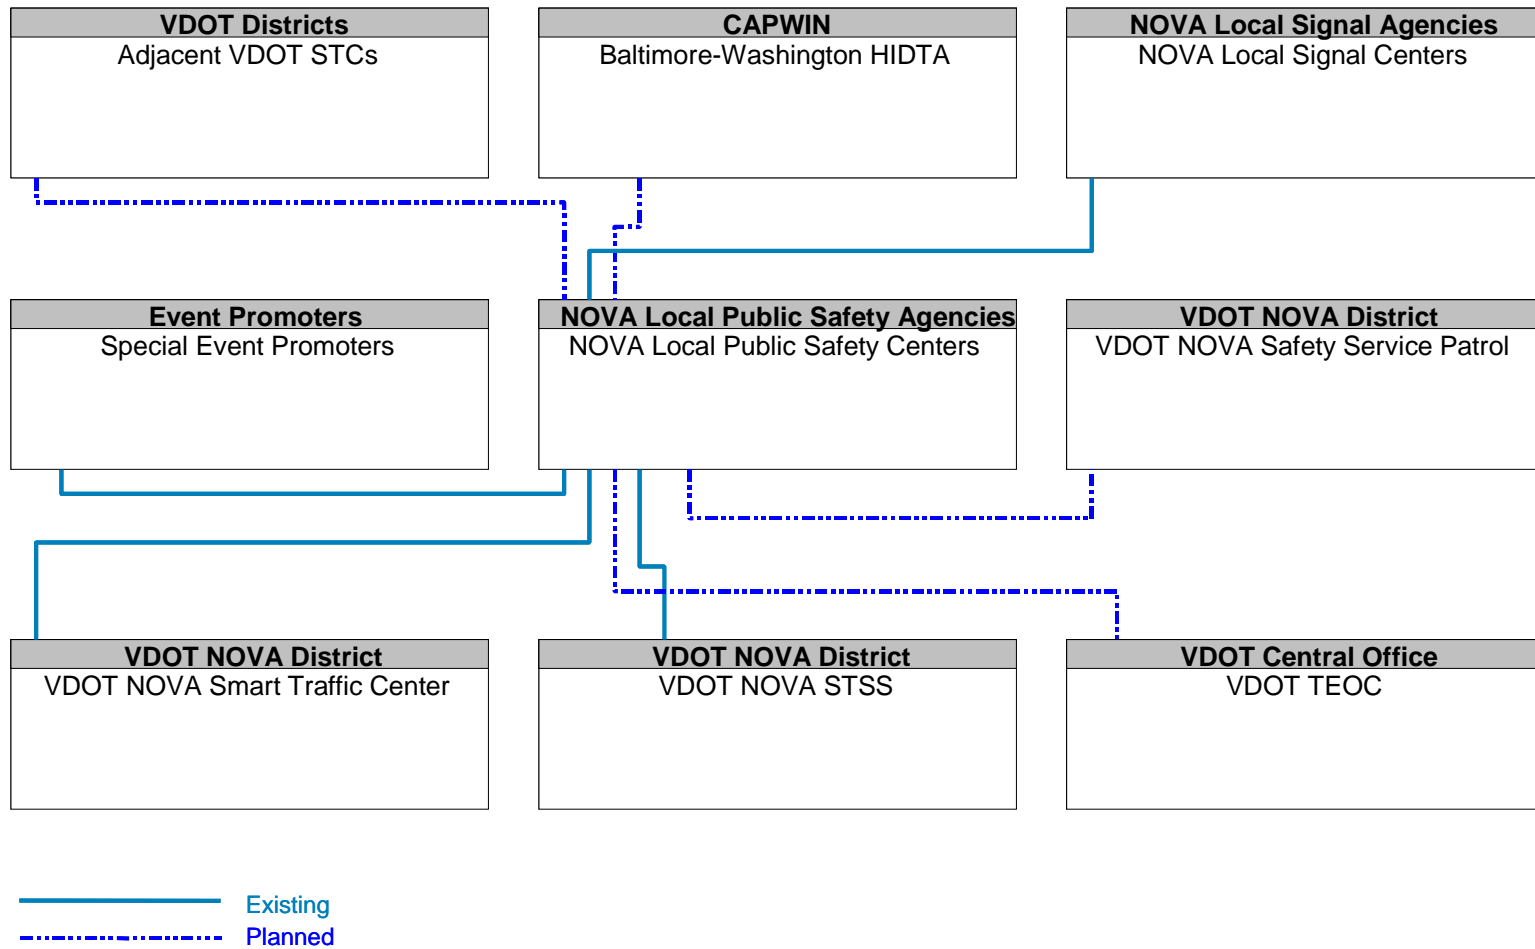 VDOT Districts
Adjacent VDOT STCs
CAPWIN
Baltimore-Washington HIDTA
NOVA Local Signal Agencies
NOVA Local Signal Centers
Event Promoters
Special Event Promoters
NOVA Local Public Safety Agencies
NOVA Local Public Safety Centers
VDOT NOVA District
VDOT NOVA Safety Service Patrol
VDOT NOVA District
VDOT NOVA Smart Traffic Center
VDOT NOVA District
VDOT NOVA STSS
VDOT Central Office
VDOT TEOC
Existing
Planned